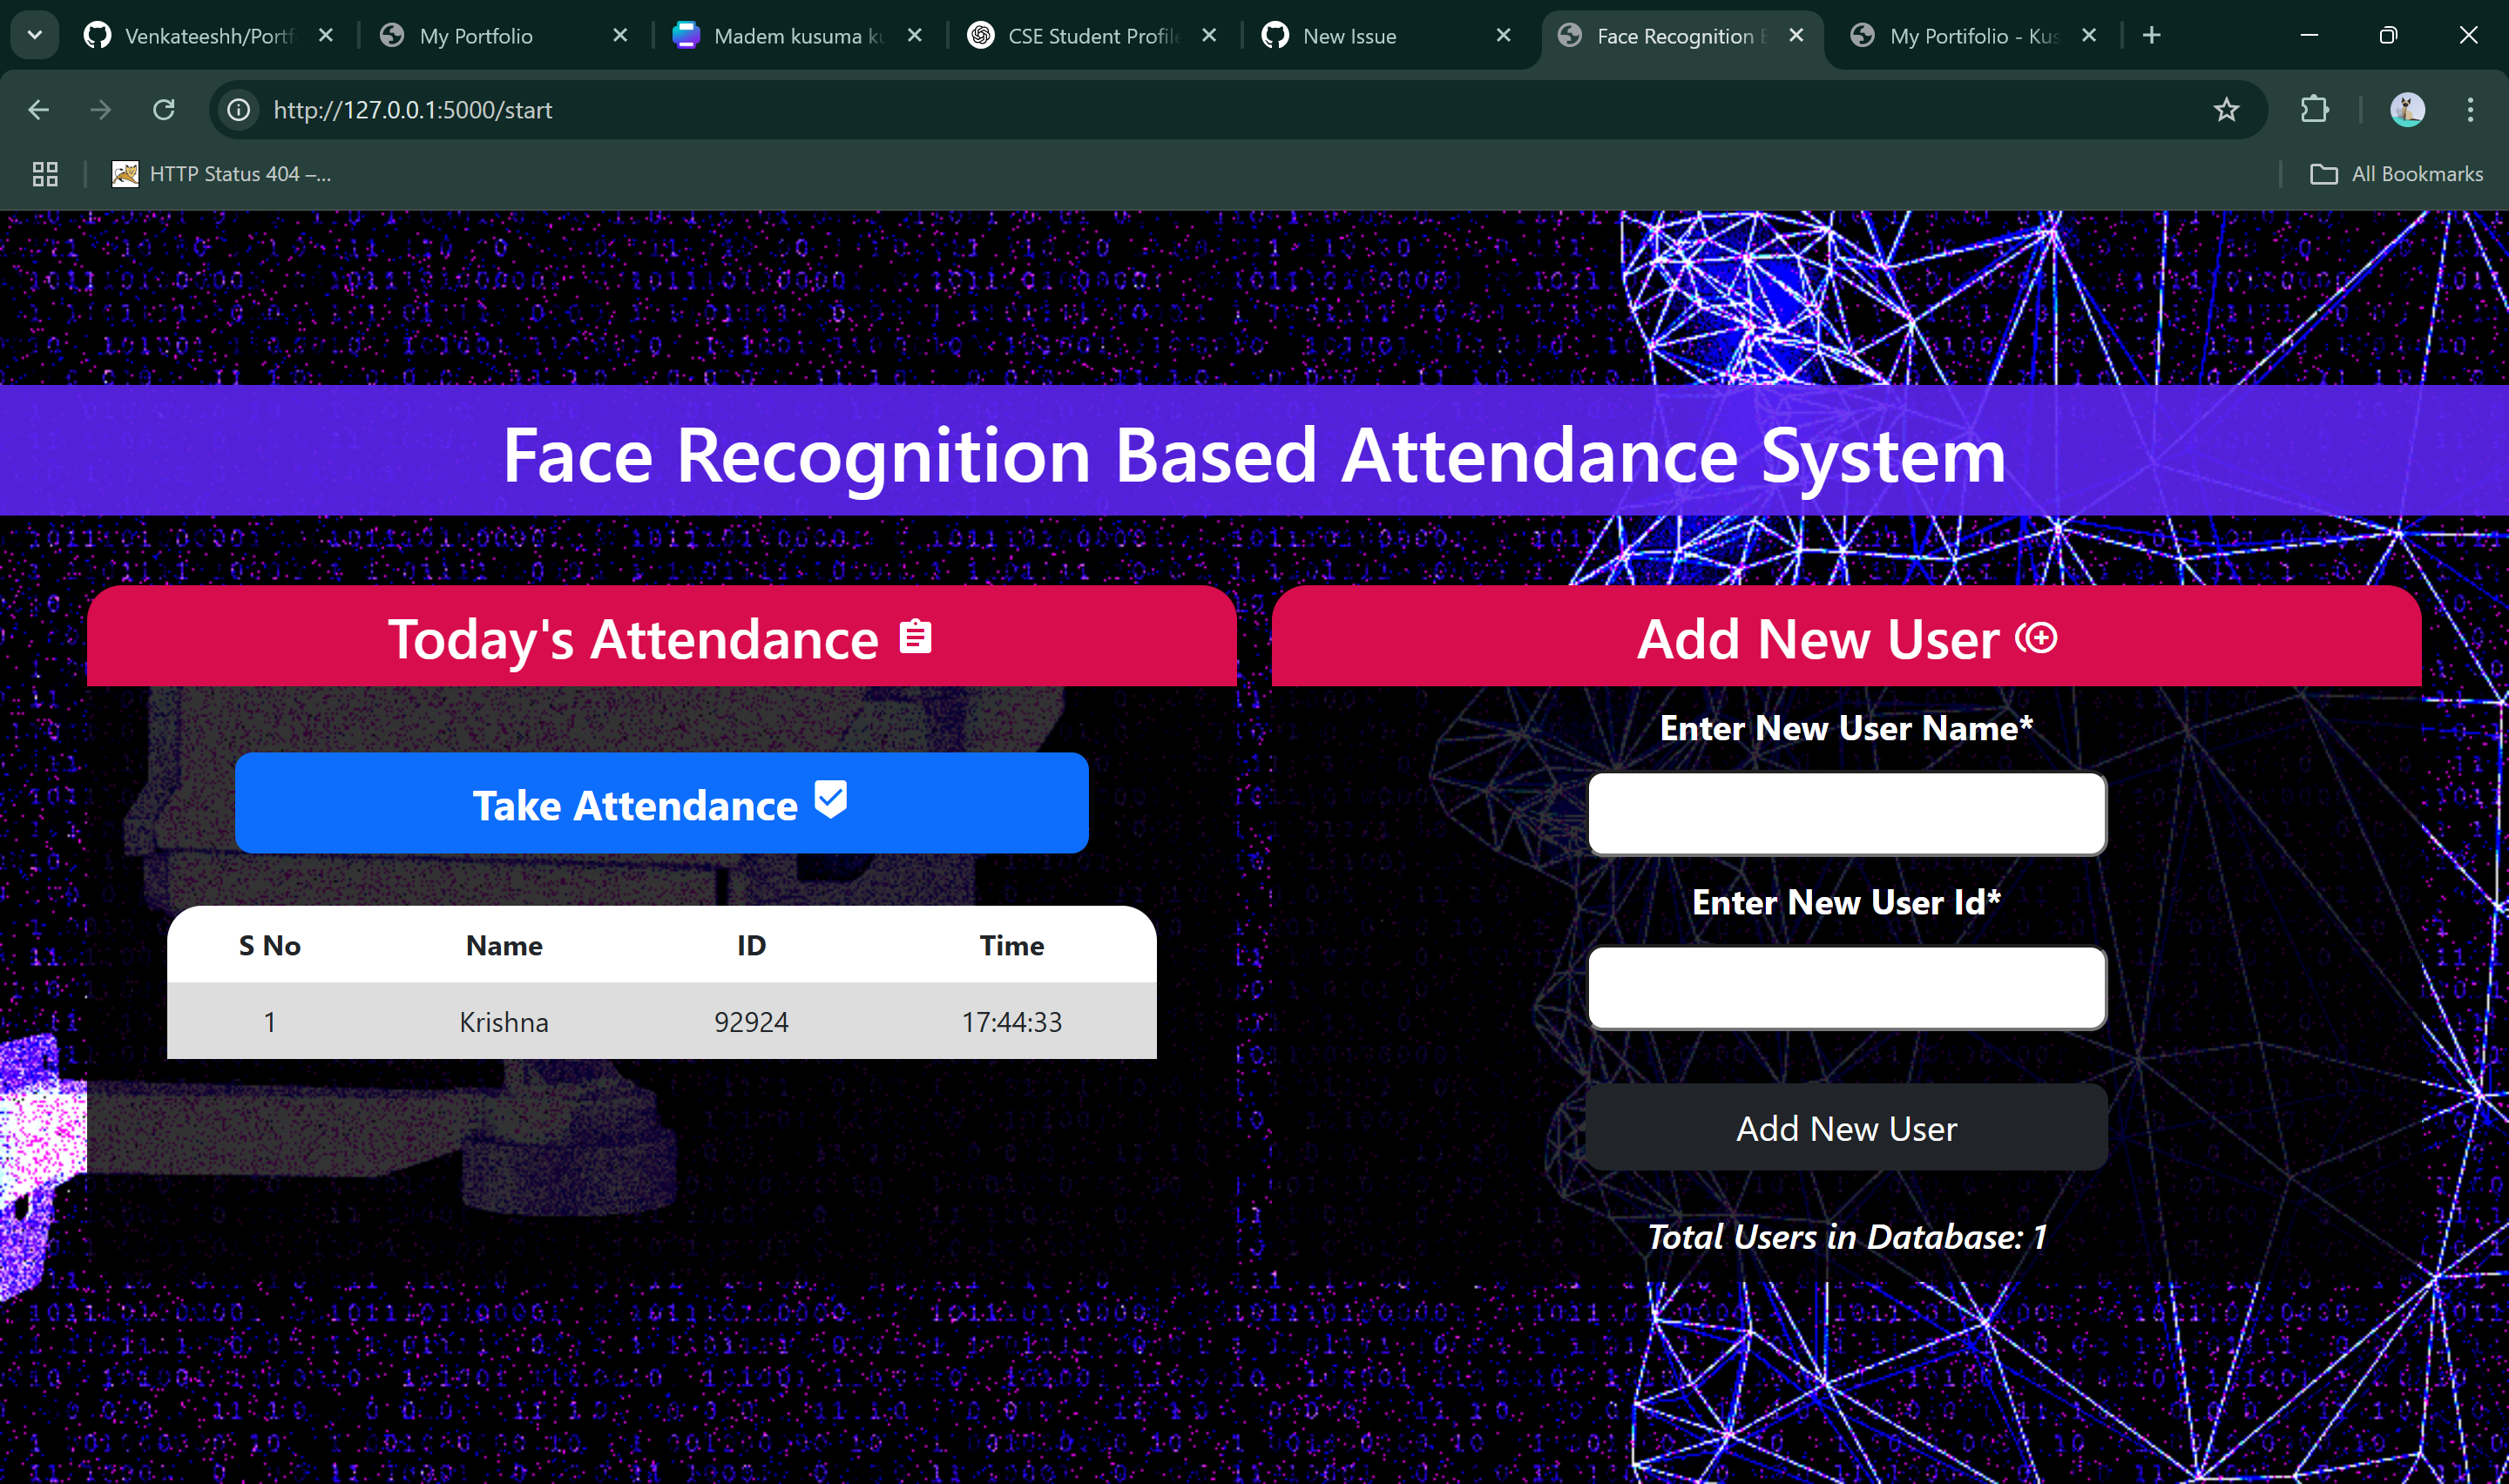 Venkateeshh/Portf
My Portfolio
Madem kusuma ku
CSE Student Profile
New Issue
Face Recognition B
My Portifolio - Kus
http://127.0.0.1:5000/start
HTTP Status 404 –...
All Bookmarks
Face Recognition Based Attendance System
Today's Attendance
Take Attendance
S No Name ID Time
1 Krishna 92924 17:44:33
Add New User
Enter New User Name*
Enter New User Id*
Add New User
Total Users in Database: 1